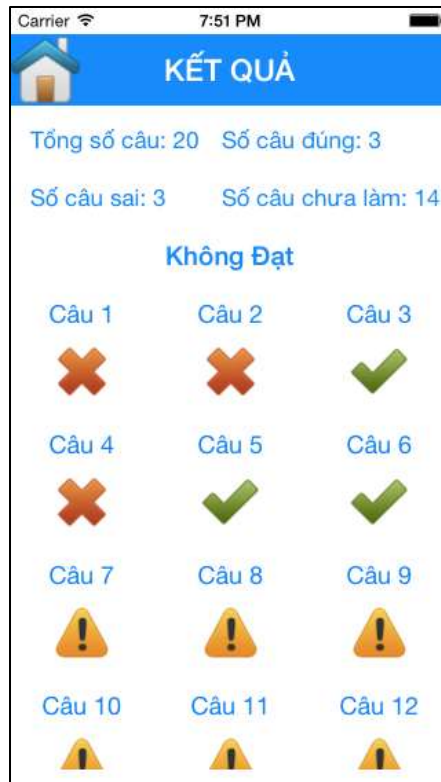 Carrier 7:51 PM
KẾT QUẢ
Tổng số câu: 20 Số câu đúng: 3
Số câu sai: 3 Số câu chưa làm: 14
Không Đạt
Câu 1 Câu 2 Câu 3
Câu 4 Câu 5 Câu 6
Câu 7 Câu 8 Câu 9
Câu 10 Câu 11 Câu 12